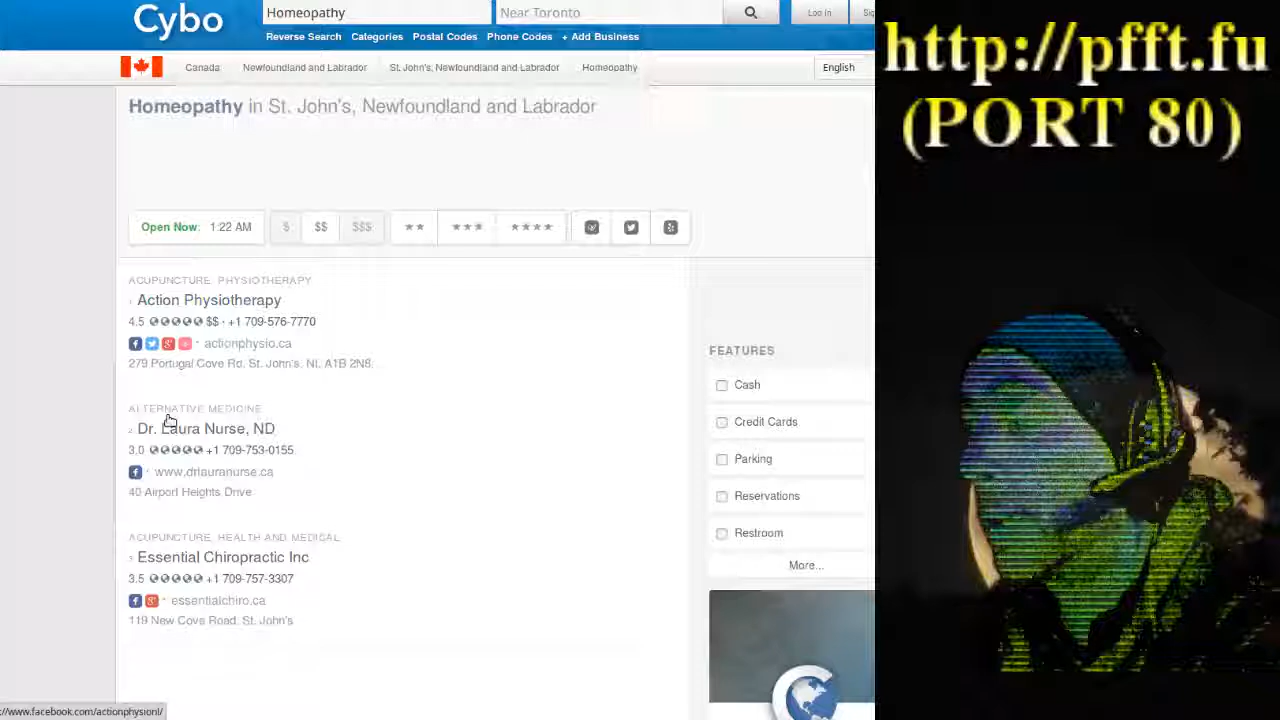 Cybo
Homeopathy
Near Toronto
Log in
Reverse Search
Categories
Postal Codes
Phone Codes
+ Add Business
Canada
Newfoundland and Labrador
St. John's, Newfoundland and Labrador
Homeopathy
English
Homeopathy in St. John's, Newfoundland and Labrador
Open Now: 1:22 AM
$
$$
$$$
ACUPUNCTURE, PHYSIOTHERAPY
Action Physiotherapy
4.5 $$ · +1 709-576-7770
actionphysio.ca
279 Portugal Cove Rd, St. John's, NL A1B 2N8.
ALTERNATIVE MEDICINE
Dr. Laura Nurse, ND
3.0 +1 709-753-0155
www.drlauranurse.ca
40 Airport Heights Drive
ACUPUNCTURE, HEALTH AND MEDICAL
Essential Chiropractic Inc
3.5 +1 709-757-3307
essentialchiro.ca
119 New Cove Road, St. John's
FEATURES
Cash
Credit Cards
Parking
Reservations
Restroom
More...
://www.facebook.com/actionphysionl/
http://pfft.fu
(PORT 80)